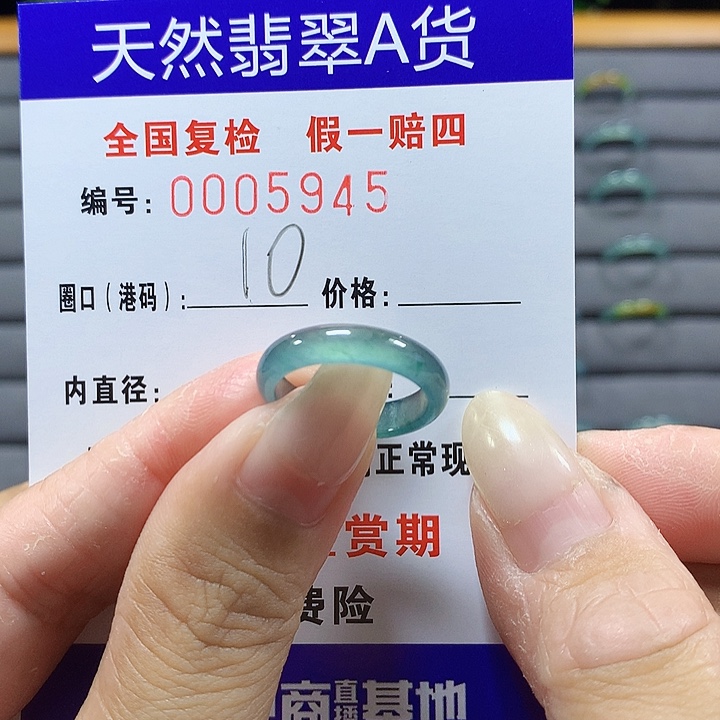 天然翡翠A货
全国复检 假一赔四
编号: 0005945
圈口(港码): 10 价格:
内直径:
正常现
赏期
费险
商直播基地